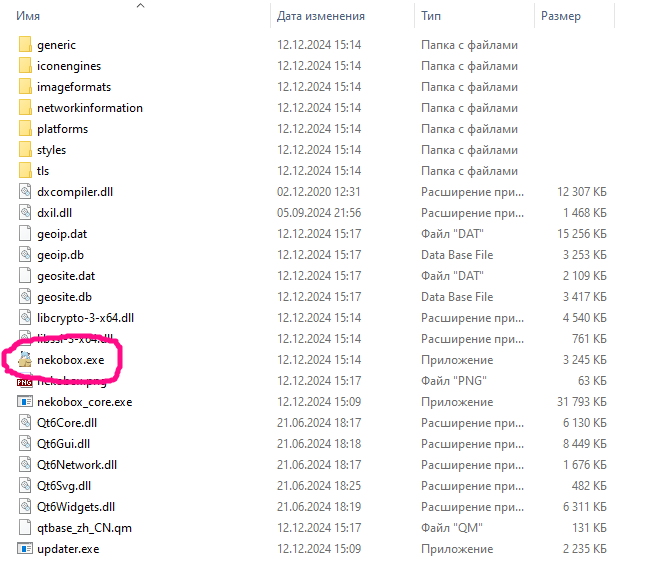 Имя Дата изменения Тип Размер
generic 12.12.2024 15:14 Папка с файлами
iconengines 12.12.2024 15:14 Папка с файлами
imageformats 12.12.2024 15:14 Папка с файлами
networkinformation 12.12.2024 15:14 Папка с файлами
platforms 12.12.2024 15:14 Папка с файлами
styles 12.12.2024 15:14 Папка с файлами
tls 12.12.2024 15:14 Папка с файлами
dxcompiler.dll 02.12.2020 12:31 Расширение при... 12 307 КБ
dxil.dll 05.09.2024 21:56 Расширение при... 1 468 КБ
geoip.dat 12.12.2024 15:17 Файл "DAT" 15 256 КБ
geoip.db 12.12.2024 15:17 Data Base File 3 253 КБ
geosite.dat 12.12.2024 15:17 Файл "DAT" 2 109 КБ
geosite.db 12.12.2024 15:17 Data Base File 3 417 КБ
libcrypto-3-x64.dll 12.12.2024 15:14 Расширение при... 4 540 КБ
libssl-3-x64.dll 12.12.2024 15:14 Расширение при... 761 КБ
nekobox.exe 12.12.2024 15:14 Приложение 3 245 КБ
nekobox.png 12.12.2024 15:17 Файл "PNG" 63 КБ
nekobox_core.exe 12.12.2024 15:09 Приложение 31 793 КБ
Qt6Core.dll 21.06.2024 18:17 Расширение при... 6 130 КБ
Qt6Gui.dll 21.06.2024 18:18 Расширение при... 8 449 КБ
Qt6Network.dll 21.06.2024 18:17 Расширение при... 1 676 КБ
Qt6Svg.dll 21.06.2024 18:25 Расширение при... 482 КБ
Qt6Widgets.dll 21.06.2024 18:19 Расширение при... 6 311 КБ
qtbase_zh_CN.qm 12.12.2024 15:17 Файл "QM" 131 КБ
updater.exe 12.12.2024 15:09 Приложение 2 235 КБ